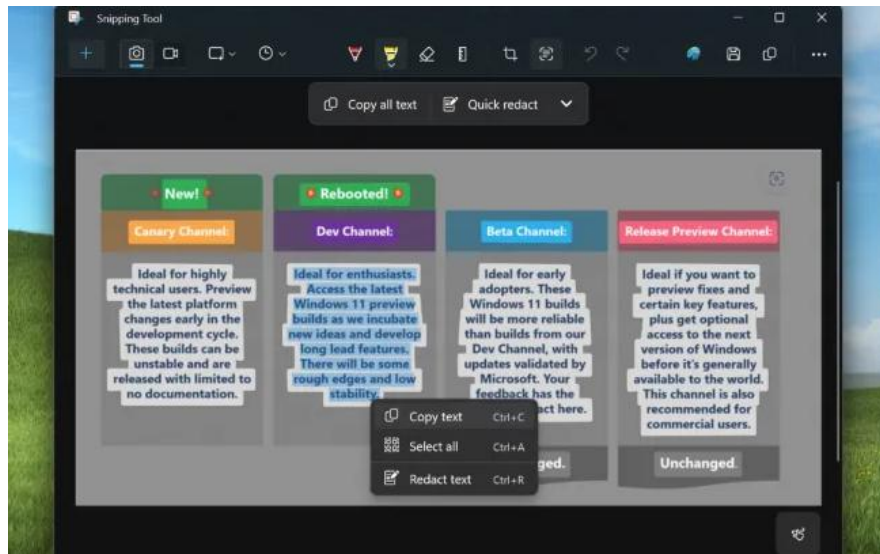 Snipping Tool
Copy all text
Quick redact
New!
Canary Channel:
Ideal for highly
technical users. Preview
the latest platform
changes early in the
development cycle.
These builds can be
unstable and are
released with limited to
no documentation.
Rebooted!
Dev Channel:
Ideal for enthusiasts.
Access the latest
Windows 11 preview
builds as we incubate
new ideas and develop
long lead features.
There will be some
rough edges and low
stability.
Beta Channel:
Ideal for early
adopters. These
Windows 11 builds
will be more reliable
than builds from our
Dev Channel, with
updates validated by
Microsoft. Your
feedback has the
act here.
ged.
Release Preview Channel:
Ideal if you want to
preview fixes and
certain key features,
plus get optional
access to the next
version of Windows
before it's generally
available to the world.
This channel is also
recommended for
commercial users.
Unchanged.
Copy text Ctrl+C
Select all Ctrl+A
Redact text Ctrl+R